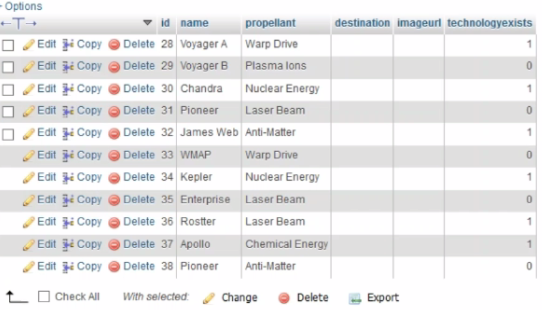 Options
id name propellant destination imageurl technologyexists
Edit Copy Delete 28 Voyager A Warp Drive 1
Edit Copy Delete 29 Voyager B Plasma Ions 0
Edit Copy Delete 30 Chandra Nuclear Energy 1
Edit Copy Delete 31 Pioneer Laser Beam 0
Edit Copy Delete 32 James Web Anti-Matter 1
Edit Copy Delete 33 WMAP Warp Drive 0
Edit Copy Delete 34 Kepler Nuclear Energy 1
Edit Copy Delete 35 Enterprise Laser Beam 0
Edit Copy Delete 36 Rostter Laser Beam 1
Edit Copy Delete 37 Apollo Chemical Energy 1
Edit Copy Delete 38 Pioneer Anti-Matter 0
Check All With selected: Change Delete Export